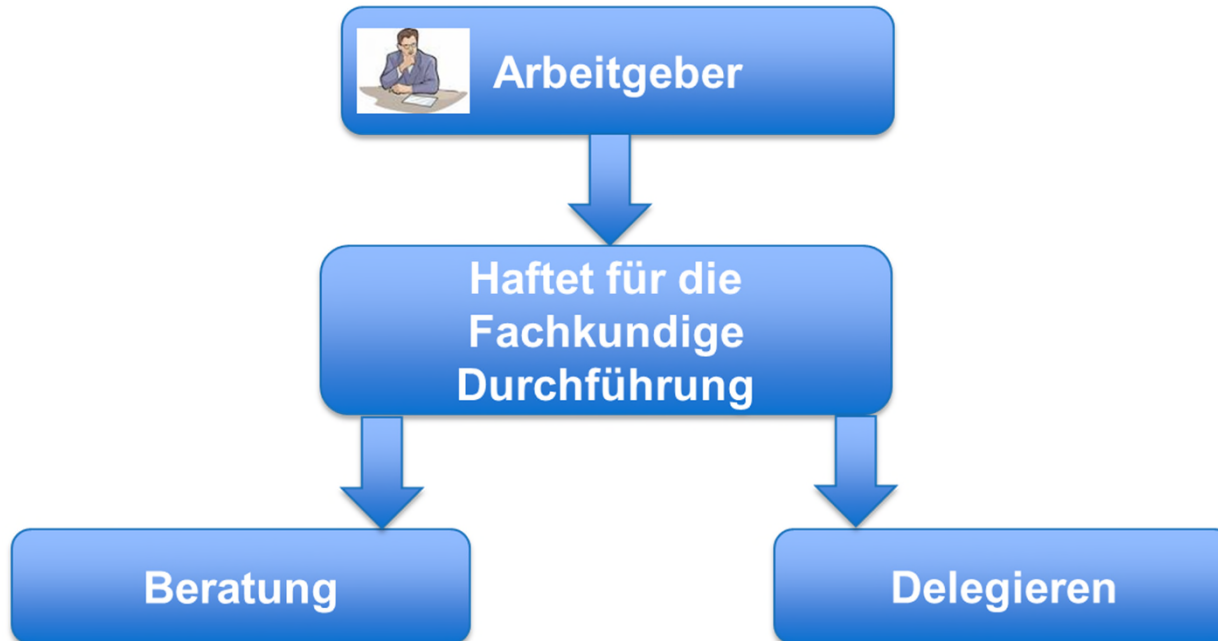 Arbeitgeber
Haftet für die
Fachkundige
Durchführung
Beratung
Delegieren